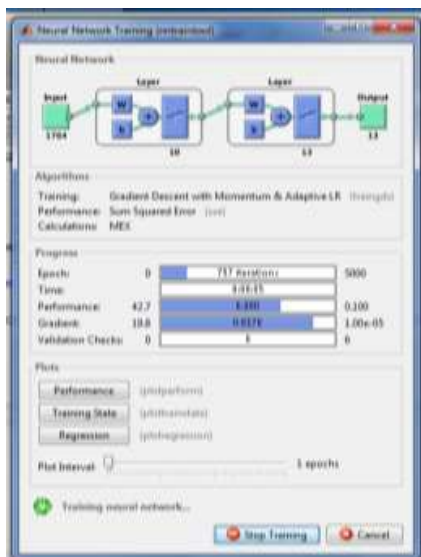 Neural Network Training (nntraintool)
Neural Network
Layer Layer
Input Output
W W
b b
1764 10 13 13
Algorithms
Training: Gradient Descent with Momentum & Adaptive LR
Performance: Sum Squared Error (sse)
Calculations: MEX
Progress
Epoch: 0 757 iterations 5000
Time: 0:00:05
Performance: 42.7 0.100
Gradient: 19.8 0.0176 1.00e-05
Validation Checks: 0 0 6
Plots
Performance (plotperform)
Training State (plottrainstate)
Regression (plotregression)
Plot Interval: 1 epochs
Training neural network...
Stop Training Cancel